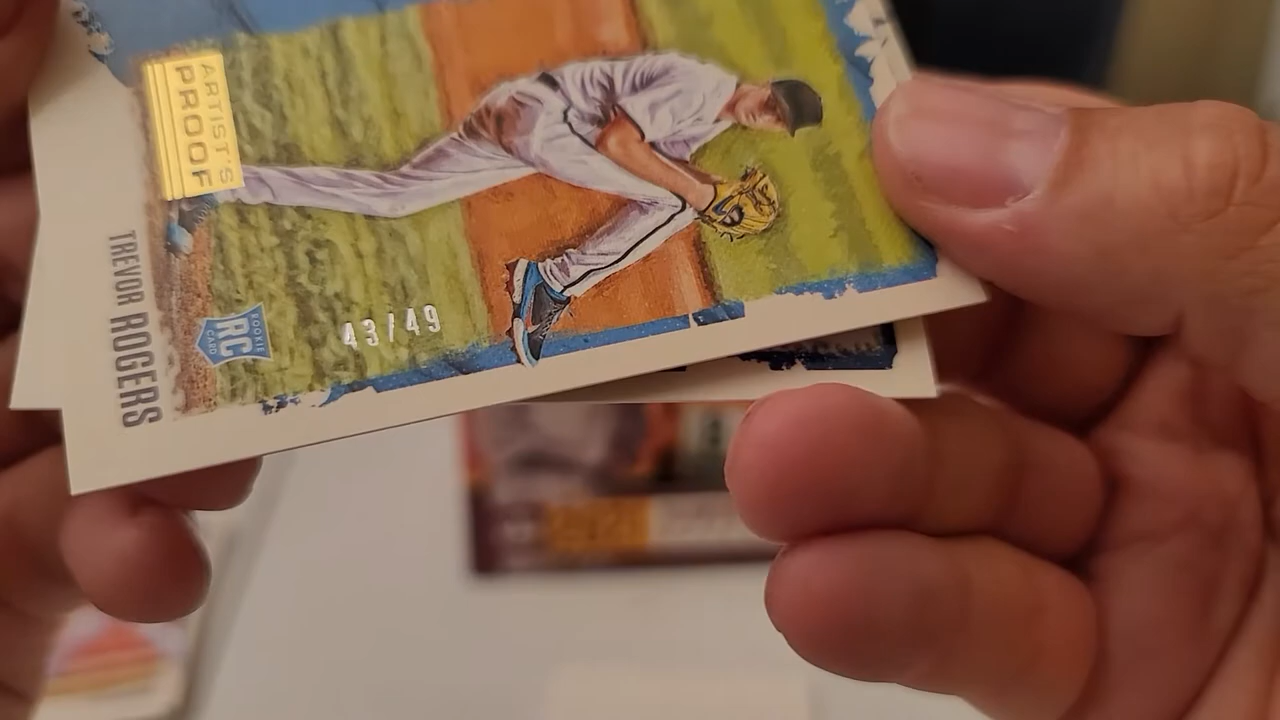 ARTIST'S
PROOF
TREVOR ROGERS
ROOKIE
RC
CARD
43/49